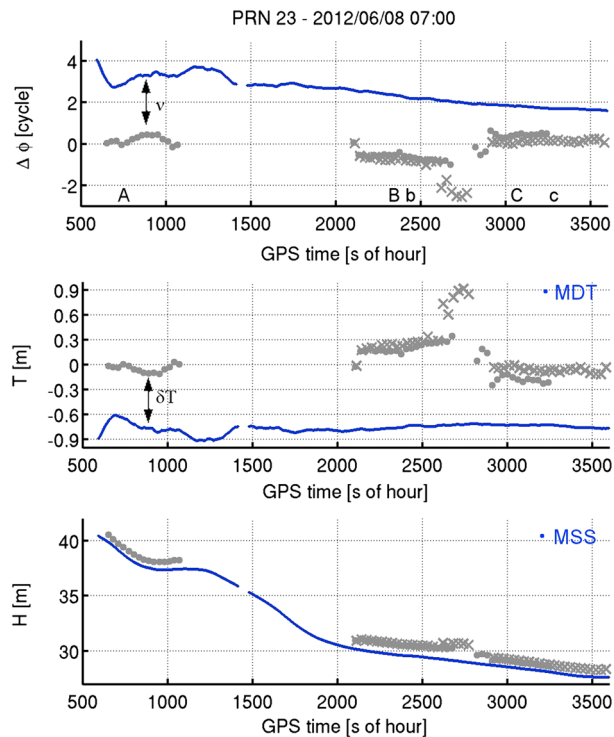 PRN 23 - 2012/06/08 07:00
Δ ϕ [cycle]
4
2
0
-2
ν
A B b C c
500 1000 1500 2000 2500 3000 3500
GPS time [s of hour]
T [m]
0.9
0.6
0.3
0
-0.3
-0.6
-0.9
MDT
δT
500 1000 1500 2000 2500 3000 3500
GPS time [s of hour]
H [m]
40
35
30
MSS
500 1000 1500 2000 2500 3000 3500
GPS time [s of hour]